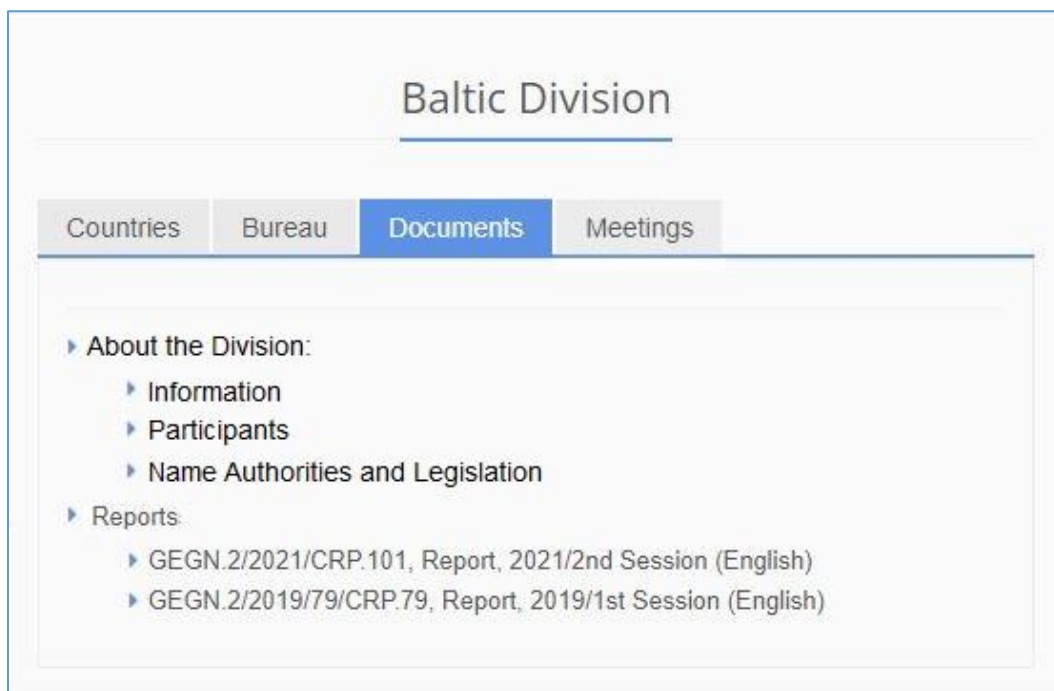 Baltic Division
Countries Bureau Documents Meetings
About the Division:
Information
Participants
Name Authorities and Legislation
Reports:
GEGN.2/2021/CRP.101, Report, 2021/2nd Session (English)
GEGN.2/2019/79/CRP.79, Report, 2019/1st Session (English)